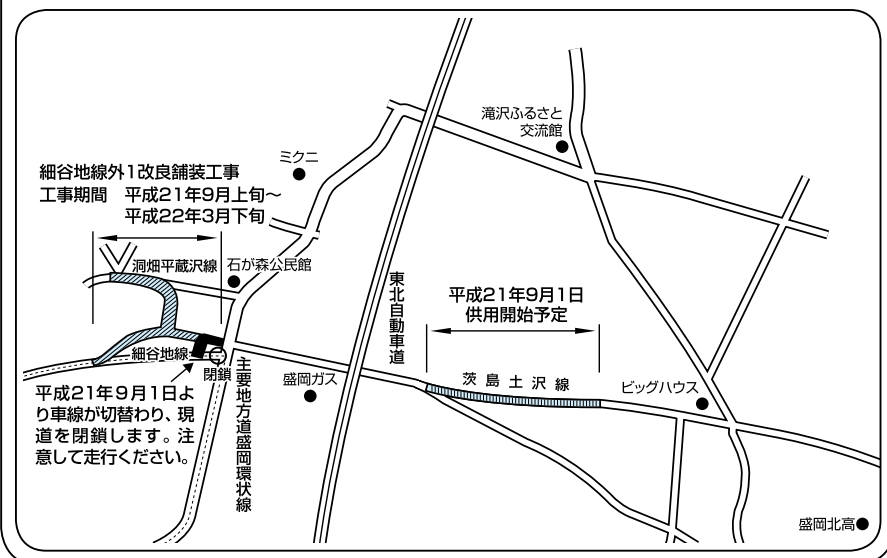 滝沢ふるさと
交流館
ミクニ
細谷地線外1改良舗装工事
工事期間　平成21年9月上旬～
平成22年3月下旬
洞畑平蔵沢線
石が森公民館
東北自動車道
平成21年9月1日
供用開始予定
細谷地線
閉鎖
主要地方道盛岡環状線
盛岡ガス
茨島土沢線
ビッグハウス
平成21年9月1日よ
り車線が切替わり、現
道を閉鎖します。注
意して走行ください。
盛岡北高